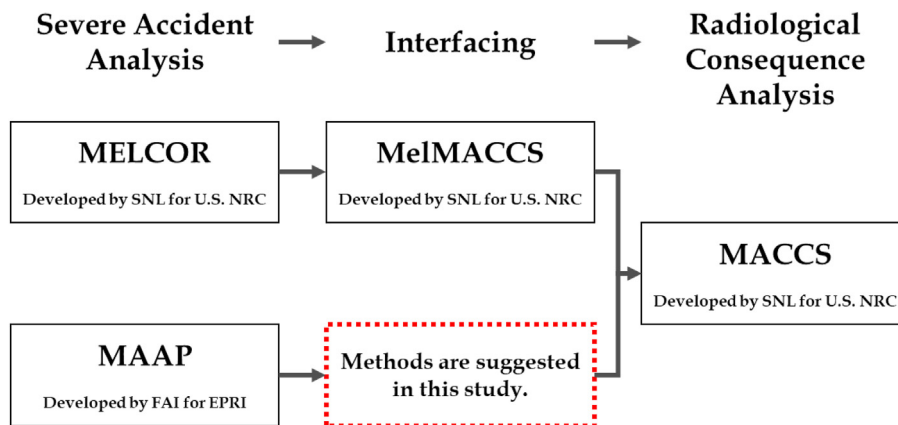 Severe Accident
Analysis
Interfacing
Radiological
Consequence
Analysis
MELCOR
Developed by SNL for U.S. NRC
MelMACCS
Developed by SNL for U.S. NRC
MACCS
Developed by SNL for U.S. NRC
MAAP
Developed by FAI for EPRI
Methods are suggested
in this study.